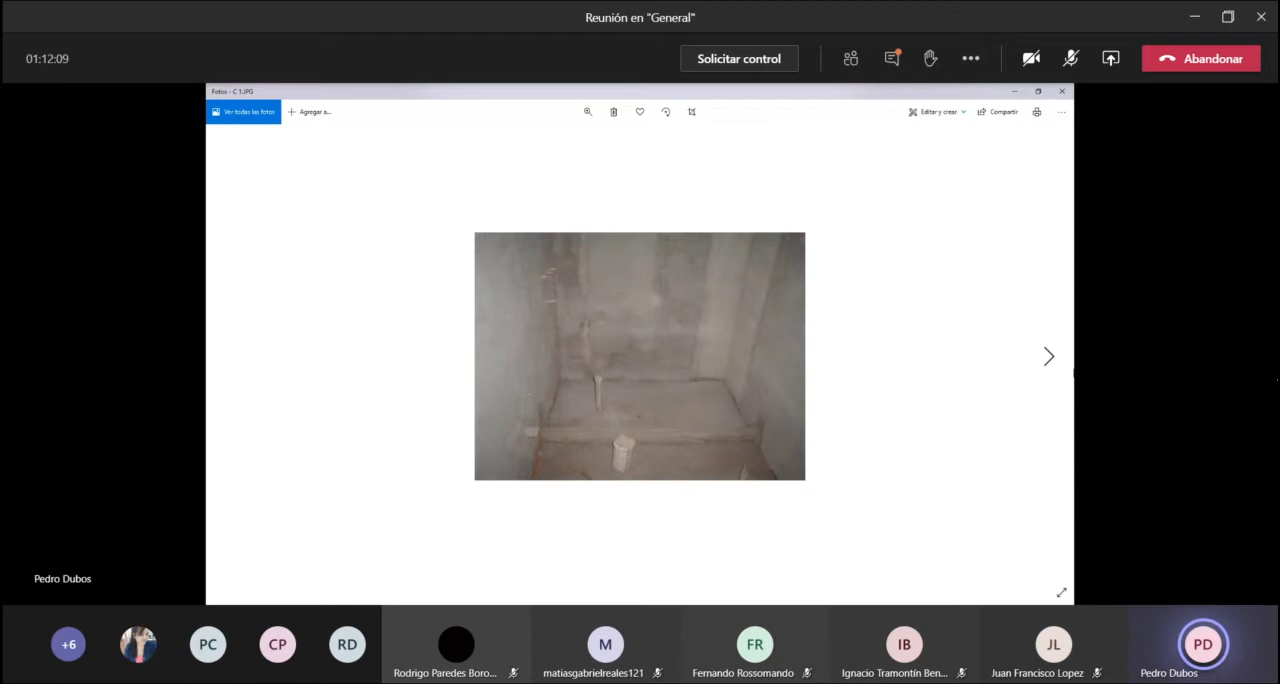 Reunión en "General"
01:12:09
Solicitar control
Abandonar
Fotos - C 1.JPG
Ver todas las fotos
Agregar a...
Editar y crear
Compartir
Pedro Dubos
+6
PC
CP
RD
M
FR
IB
JL
PD
Rodrigo Paredes Boro...
matiasgabrielreales121
Fernando Rossomando
Ignacio Tramontín Ben...
Juan Francisco Lopez
Pedro Dubos